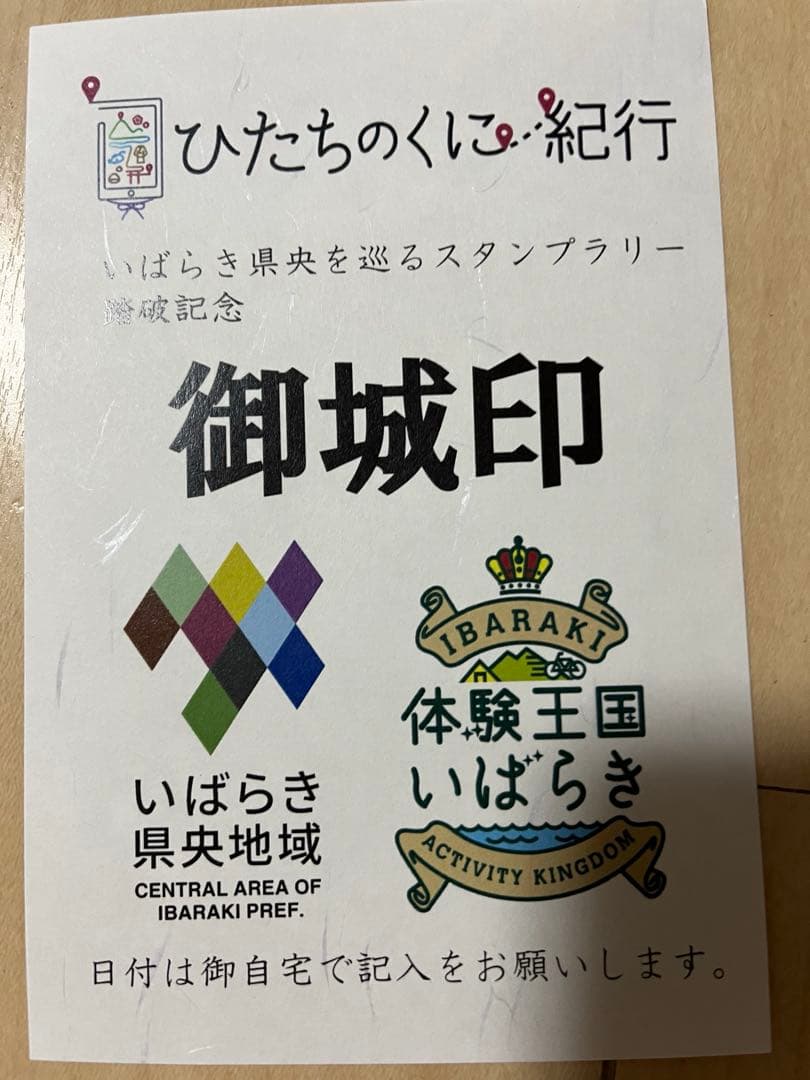 ひたちのくに紀行
いばらき県央を巡るスタンプラリー
踏破記念
御城印
IBARAKI
体験王国
いばらき
ACTIVITY KINGDOM
いばらき
県央地域
CENTRAL AREA OF
IBARAKI PREF.
日付は御自宅で記入をお願いします。